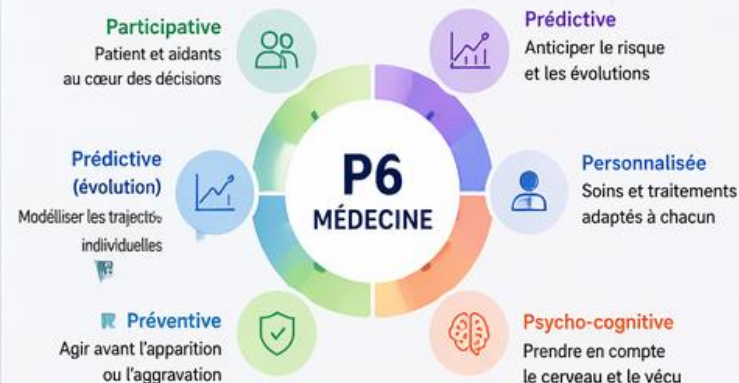 Participative
Patient et aidants
au cœur des décisions
Prédictive
Anticiper le risque
et les évolutions
Prédictive
(évolution)
Modélliser les
individuelles
P6
MÉDECINE
Personnalisée
Soins et traitements
adaptés à chacun
Préventive
Agir avant l'apparition
ou l'aggravation
Psycho-cognitive
Prendre en compte
le cerveau et le vécu